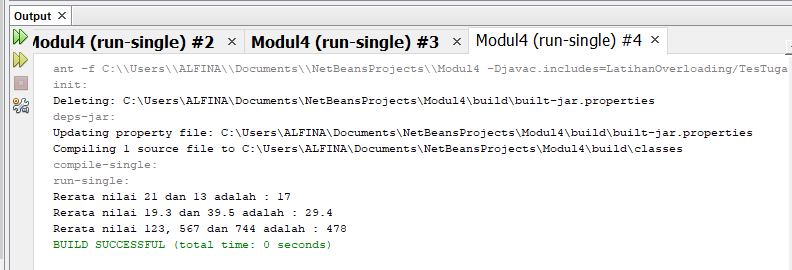 Output
Modul4 (run-single) #2
Modul4 (run-single) #3
Modul4 (run-single) #4
ant -f C:\\Users\\ALFINA\\Documents\\NetBeansProjects\\Modul4 -Djavac.includes=LatihanOverloading/TesTuga
init:
Deleting: C:\Users\ALFINA\Documents\NetBeansProjects\Modul4\build\built-jar.properties
deps-jar:
Updating property file: C:\Users\ALFINA\Documents\NetBeansProjects\Modul4\build\built-jar.properties
Compiling 1 source file to C:\Users\ALFINA\Documents\NetBeansProjects\Modul4\build\classes
compile-single:
run-single:
Rerata nilai 21 dan 13 adalah : 17
Rerata nilai 19.3 dan 39.5 adalah : 29.4
Rerata nilai 123, 567 dan 744 adalah : 478
BUILD SUCCESSFUL (total time: 0 seconds)